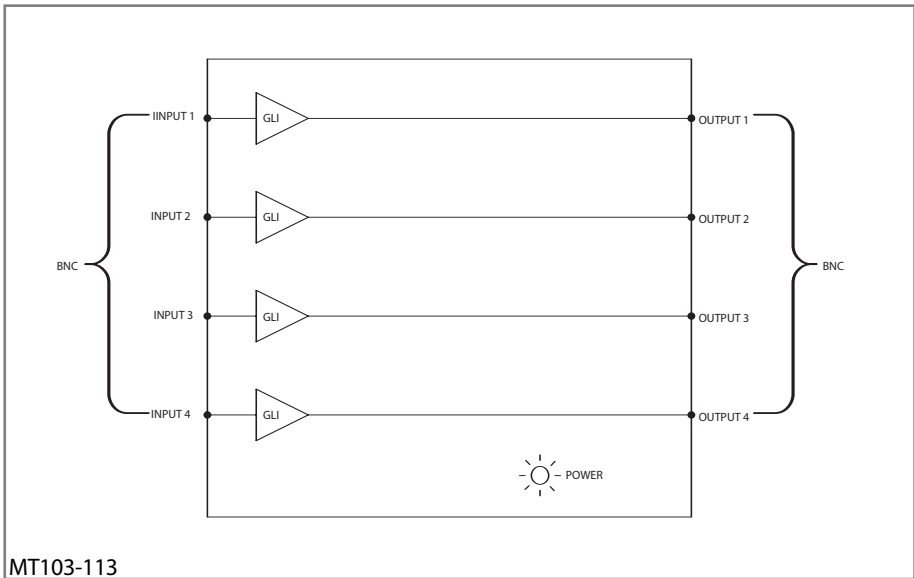 IINPUT 1
GLI
OUTPUT 1
INPUT 2
GLI
OUTPUT 2
BNC
BNC
INPUT 3
GLI
OUTPUT 3
INPUT 4
GLI
OUTPUT 4
POWER
MT103-113